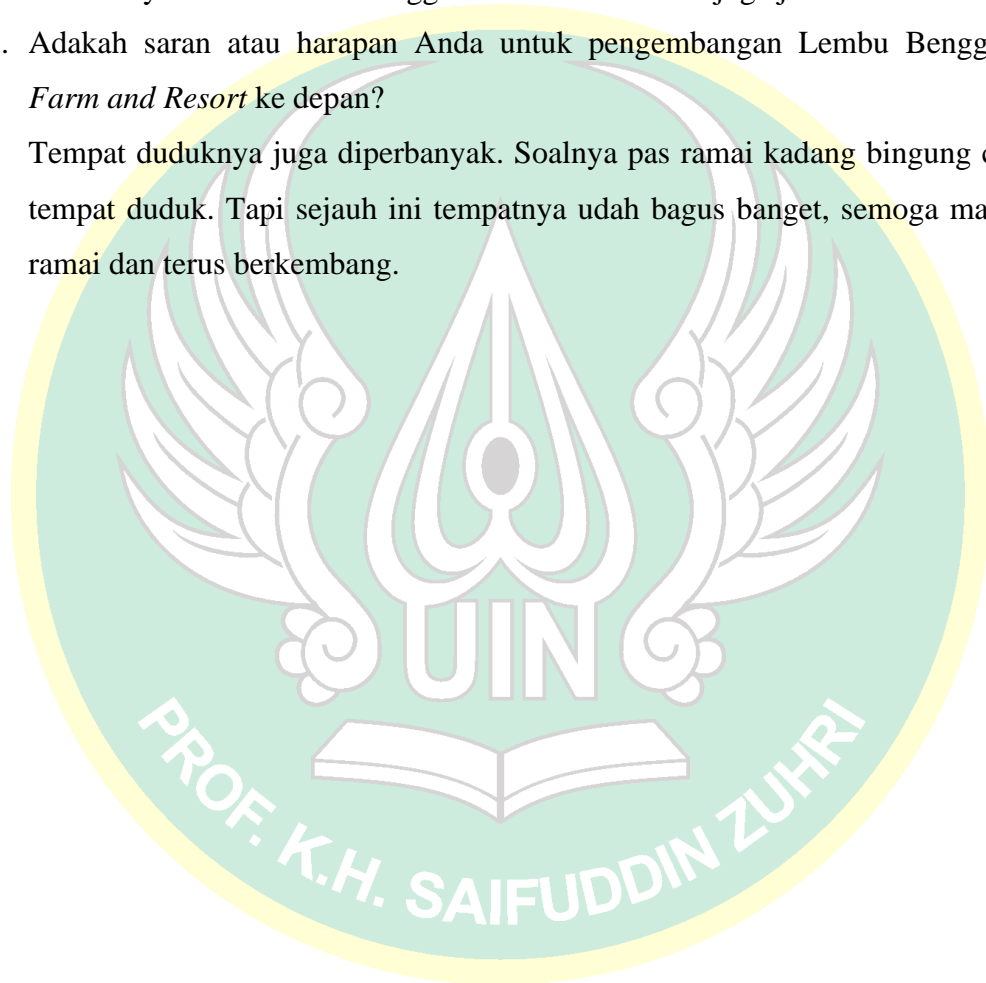 . Adakah saran atau harapan Anda untuk pengembangan Lembu Bengg
Farm and Resort ke depan?
Tempat duduknya juga diperbanyak. Soalnya pas ramai kadang bingung
tempat duduk. Tapi sejauh ini tempatnya udah bagus banget, semoga ma
ramai dan terus berkembang.
UIN
PROF. K.H. SAIFUDDIN ZUHRI